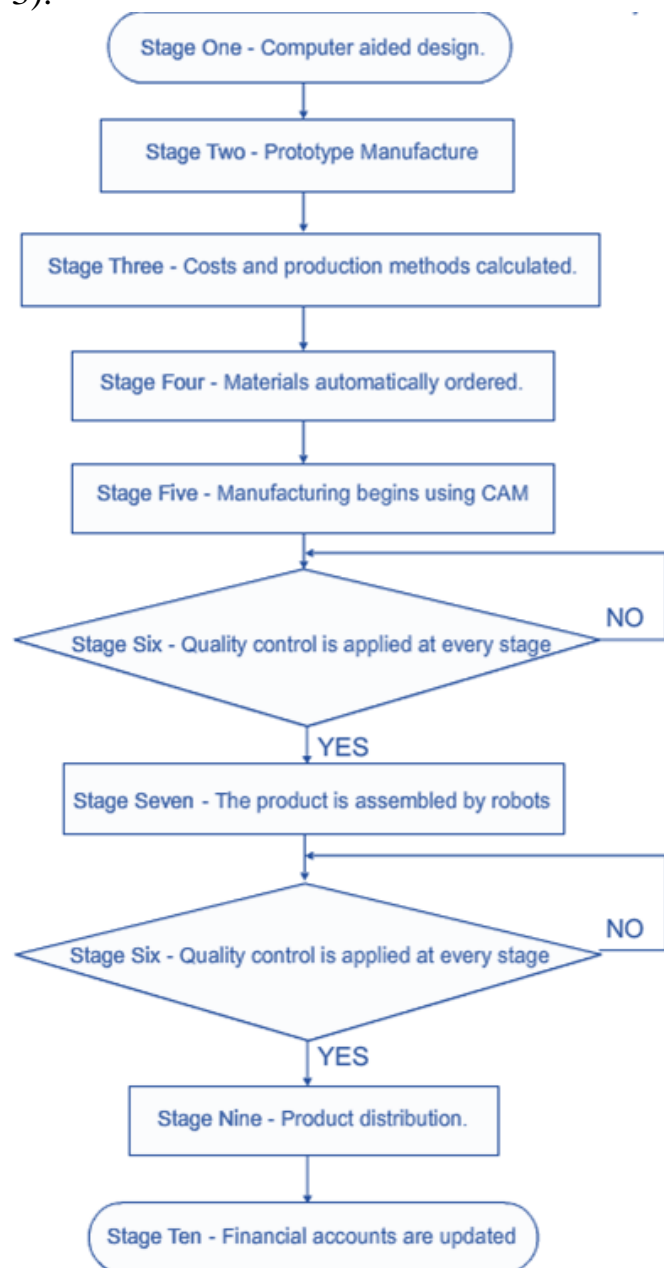 3).
Stage One - Computer aided design.
Stage Two - Prototype Manufacture
Stage Three - Costs and production methods calculated.
Stage Four - Materials automatically ordered.
Stage Five - Manufacturing begins using CAM
Stage Six - Quality control is applied at every stage
NO
YES
Stage Seven - The product is assembled by robots
Stage Six - Quality control is applied at every stage
NO
YES
Stage Nine - Product distribution.
Stage Ten - Financial accounts are updated